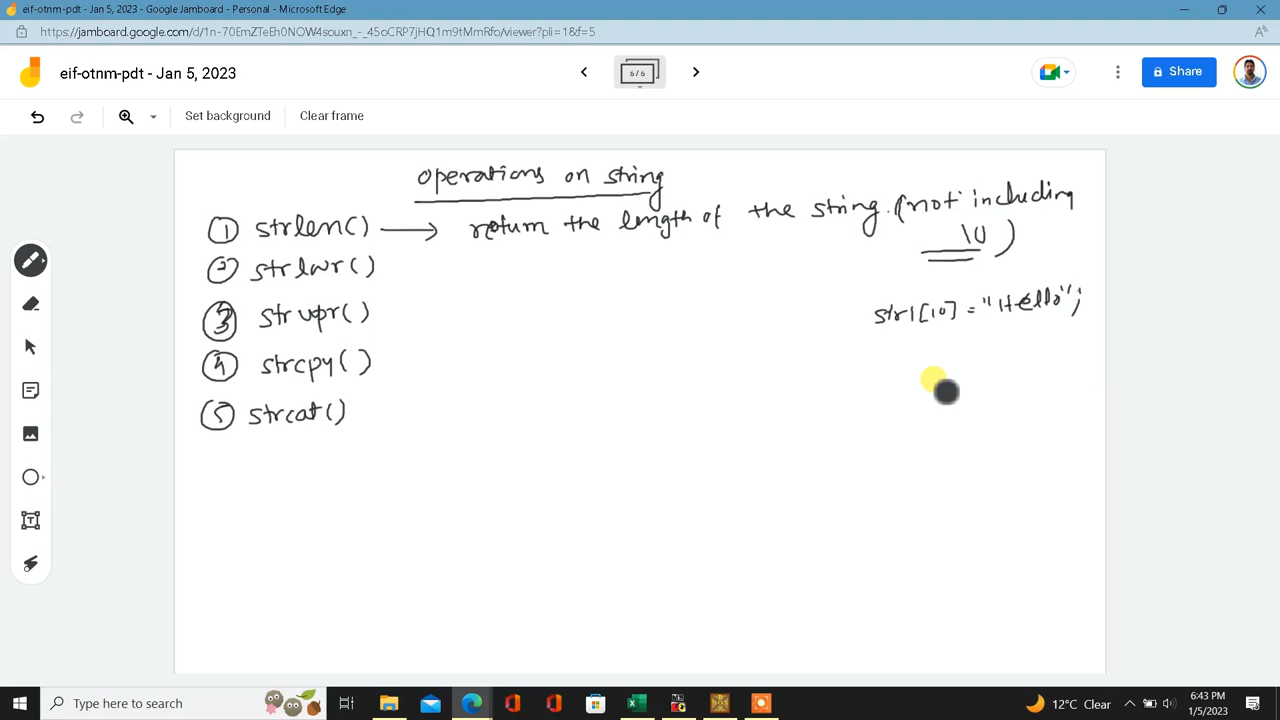 eif-otnm-pdt - Jan 5, 2023 - Google Jamboard - Personal - Microsoft Edge
https://jamboard.google.com/d/1n-70EmZTeEh0NOW4souxn_-_45oCRP7jHQ1m9tMmRfo/viewer?pli=1&f=5
eif-otnm-pdt - Jan 5, 2023
6/6
Share
Set background
Clear frame
operations on string
① strlen() → return the length of the string. (not including \0)
② strlwr()
③ strupr()
④ strcpy()
⑤ strcat()
str1[10] = "Hello";
Type here to search
12°C Clear
6:43 PM
1/5/2023